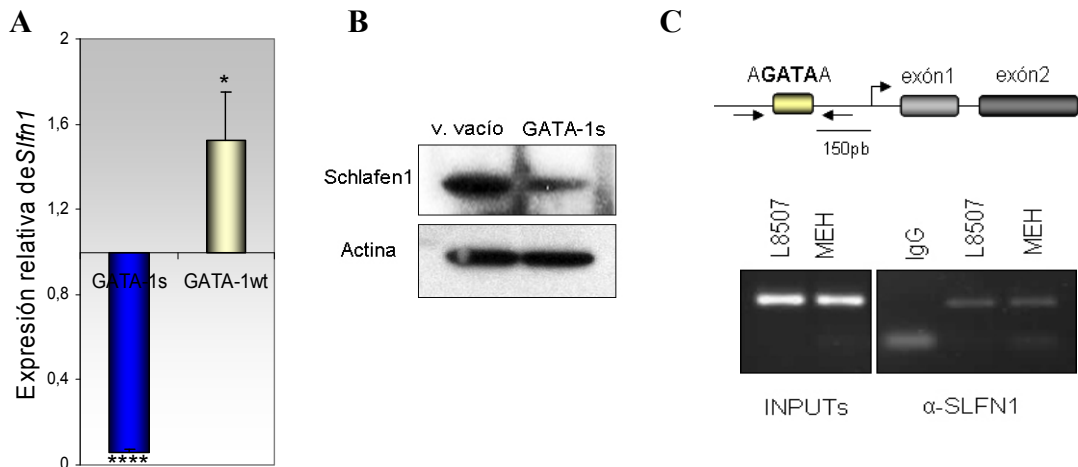 A
2
1,6
1,2
0,8
0,4
0
Expresión relativa de Slfn1
*
GATA-1s
GATA-1wt
****
B
v. vacío
GATA-1s
Schlafen1
Actina
C
AGATAA
exón1
exón2
150pb
L8507
MEH
IgG
L8507
MEH
INPUTs
α-SLFN1